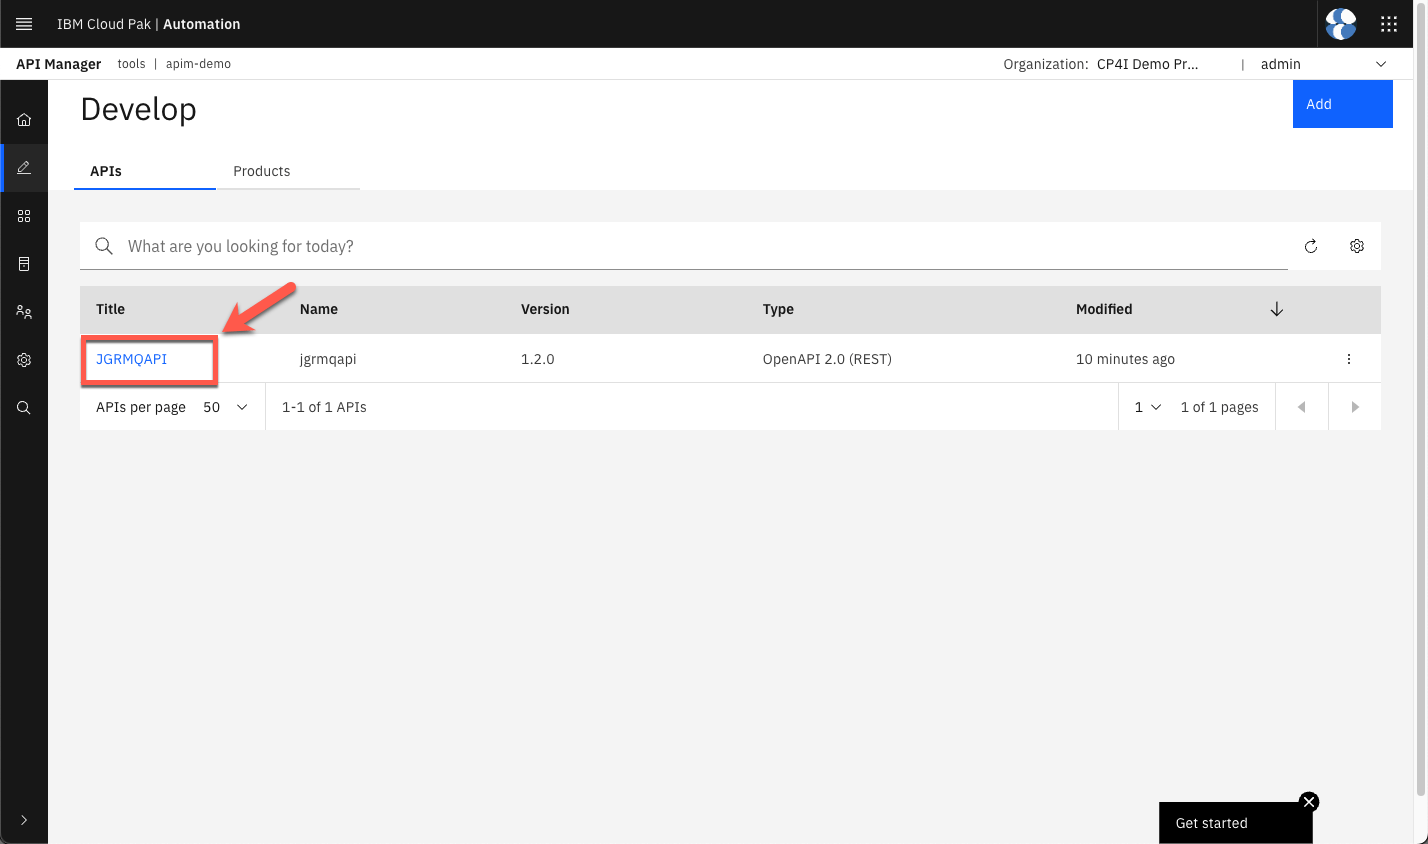 IBM Cloud Pak | Automation
API Manager tools | apim-demo Organization: CP4I Demo Pr... | admin
Develop
Add
APIs Products
What are you looking for today?
Title Name Version Type Modified
JGRMQAPI jgrmqapi 1.2.0 OpenAPI 2.0 (REST) 10 minutes ago
APIs per page 50 1-1 of 1 APIs 1 1 of 1 pages
Get started